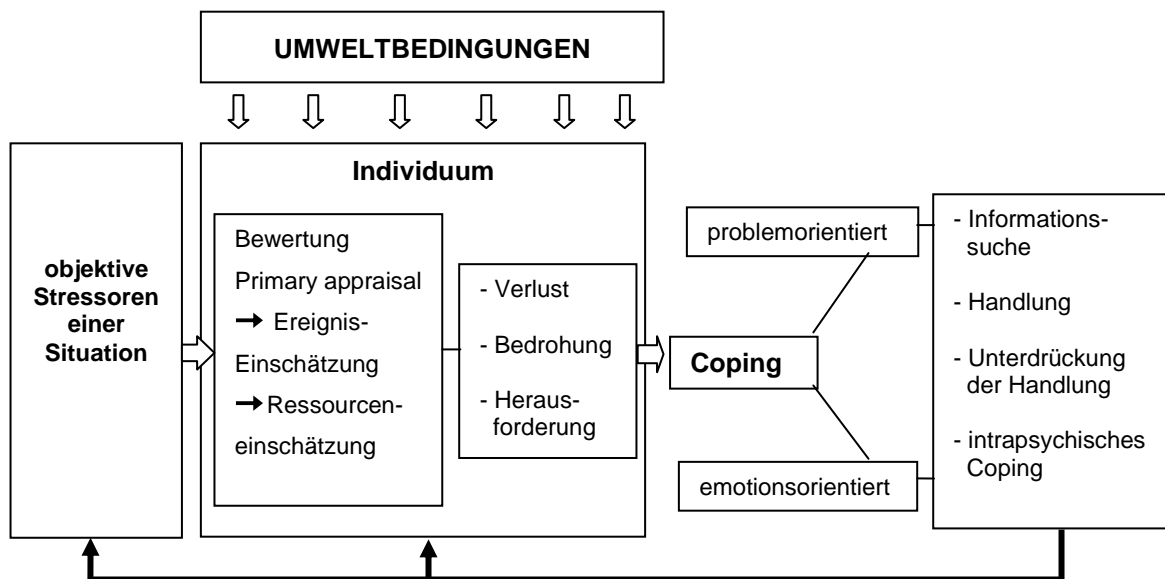 UMWELTBEDINGUNGEN
objektive
Stressoren
einer
Situation
Individuum
Bewertung
Primary appraisal
➞ Ereignis-
Einschätzung
➞ Ressourcen-
einschätzung
- Verlust
- Bedrohung
- Heraus-
forderung
Coping
problemorientiert
emotionsorientiert
- Informations-
suche
- Handlung
- Unterdrückung
der Handlung
- intrapsychisches
Coping